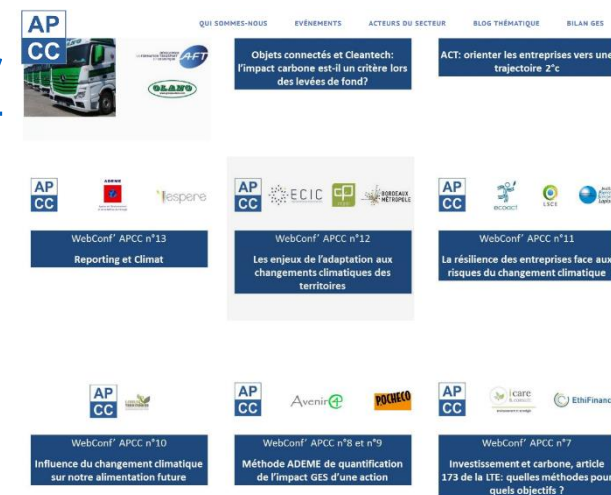 AP
CC
QUI SOMMES-NOUS EVÉNEMENTS ACTEURS DU SECTEUR BLOG THÉMATIQUE BILAN GES
AFT
OLANO
Objets connectés et Cleantech:
l'impact carbone est-il un critère lors
des levées de fond?
ACT: orienter les entreprises vers une
trajectoire 2°c
AP
CC
ADEME
Iespere
WebConf' APCC n°13
Reporting et Climat
AP
CC
ECIC
BORDEAUX
MÉTROPOLE
WebConf' APCC n°12
Les enjeux de l'adaptation aux
changements climatiques des
territoires
AP
CC
ecoact
LSCE
WebConf' APCC n°11
La résilience des entreprises face aux
risques du changement climatique
AP
CC
WebConf' APCC n°10
Influence du changement climatique
sur notre alimentation future
AP
CC
Avenir
POCHECO
WebConf' APCC n°8 et n°9
Méthode ADEME de quantification
de l'impact GES d'une action
AP
CC
icare
EthiFinance
WebConf' APCC n°7
Investissement et carbone, article
173 de la LTE: quelles méthodes pour
quels objectifs ?